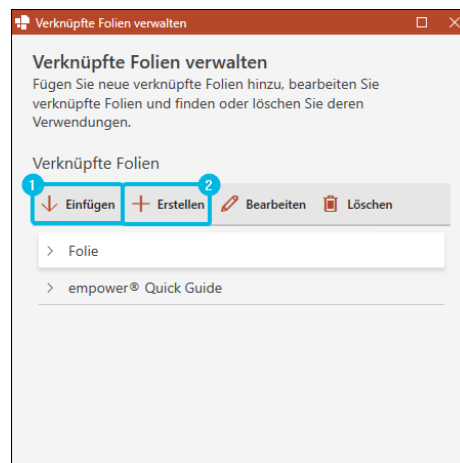 Verknüpfte Folien verwalten
Verknüpfte Folien verwalten
Fügen Sie neue verknüpfte Folien hinzu, bearbeiten Sie
verknüpfte Folien und finden oder löschen Sie deren
Verwendungen.
Verknüpfte Folien
1 2
Einfügen Erstellen Bearbeiten Löschen
Folie
empower® Quick Guide